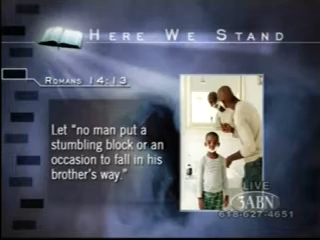 HERE WE STAND
ROMANS 14:13
Let "no man put a
stumbling block or an
occasion to fall in his
brother's way."
LIVE
3ABN
618-627-4651